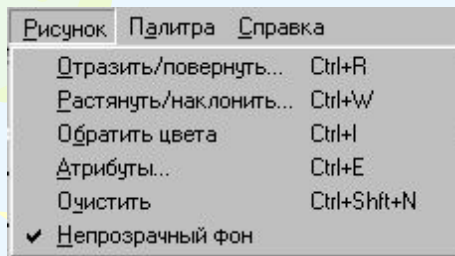 Рисунок Палитра Справка
Отразить/повернуть... Ctrl+R
Растянуть/наклонить... Ctrl+W
Обратить цвета Ctrl+I
Атрибуты... Ctrl+E
Очистить Ctrl+Shft+N
Непрозрачный фон